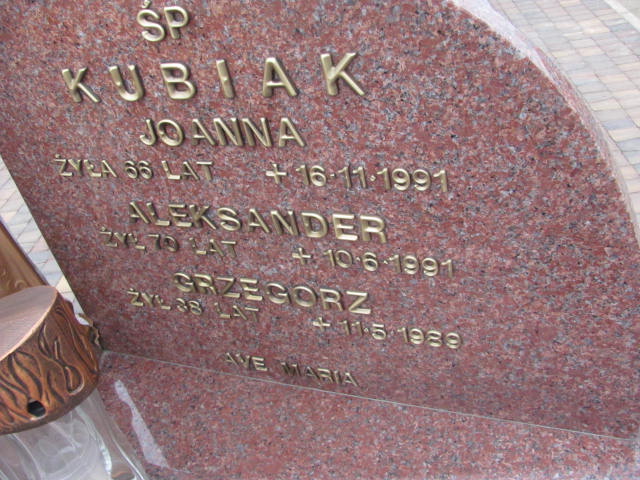 ŚP
KUBIAK
JOANNA
ŻYŁA 66 LAT + 16·11·1991
ALEKSANDER
ŻYŁ 70 LAT + 10·6·1991
GRZEGORZ
ŻYŁ 38 LAT + 11·5·1989
AVE MARIA